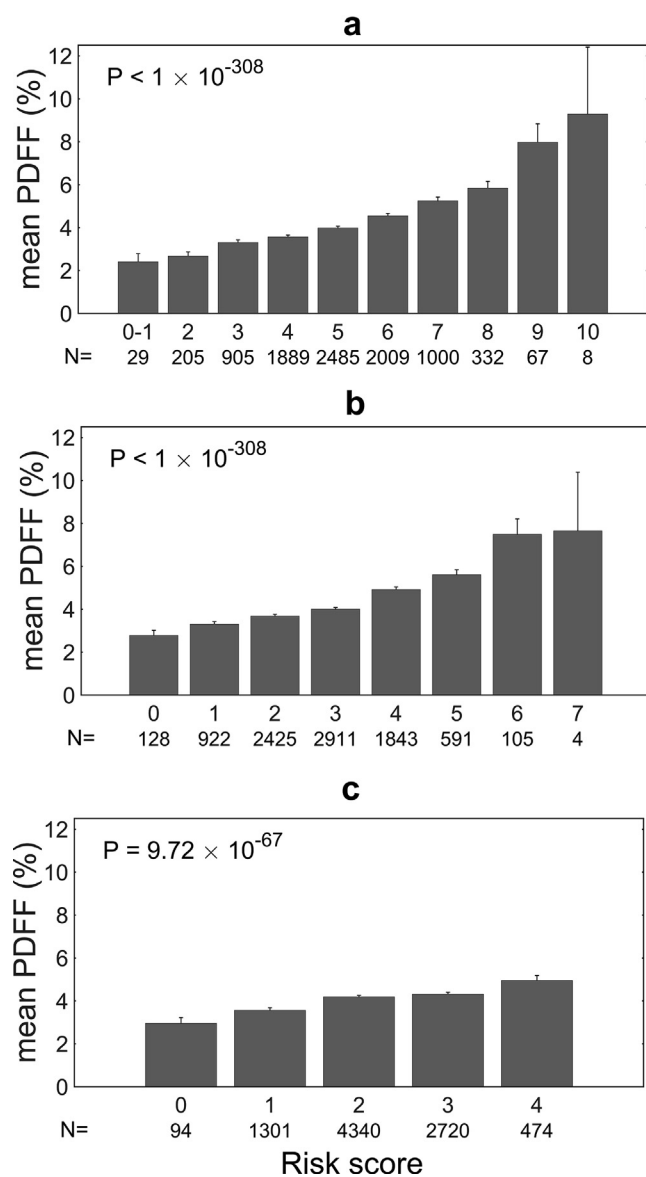 a
mean PDFF (%)
12
10
8
6
4
2
0
P < 1 × 10^-308
0-1 2 3 4 5 6 7 8 9 10
N= 29 205 905 1889 2485 2009 1000 332 67 8
b
mean PDFF (%)
12
10
8
6
4
2
0
P < 1 × 10^-308
0 1 2 3 4 5 6 7
N= 128 922 2425 2911 1843 591 105 4
c
mean PDFF (%)
12
10
8
6
4
2
0
P = 9.72 × 10^-67
0 1 2 3 4
N= 94 1301 4340 2720 474
Risk score